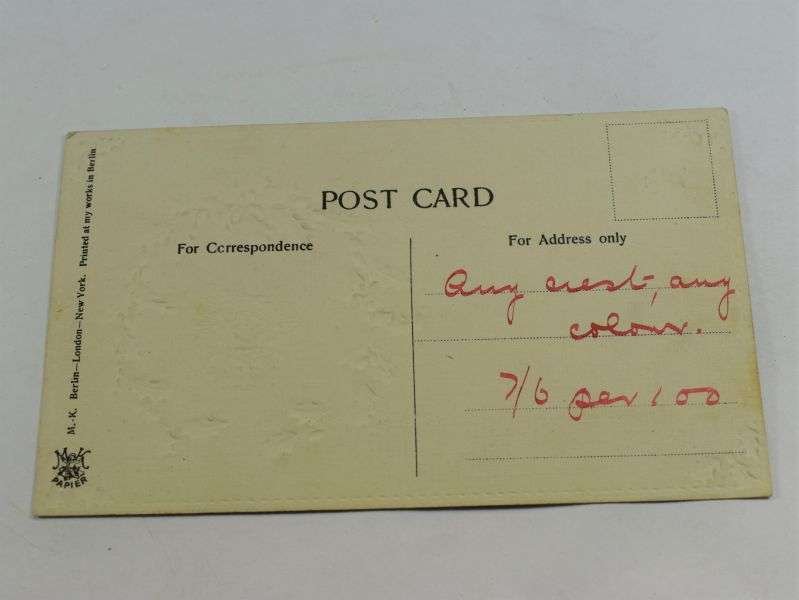 POST CARD
For Correspondence
For Address only
Any crest, any
colour.
7/6 per 100
M.-K. Berlin—London—New York. Printed at my works in Berlin
MK
PAPIER